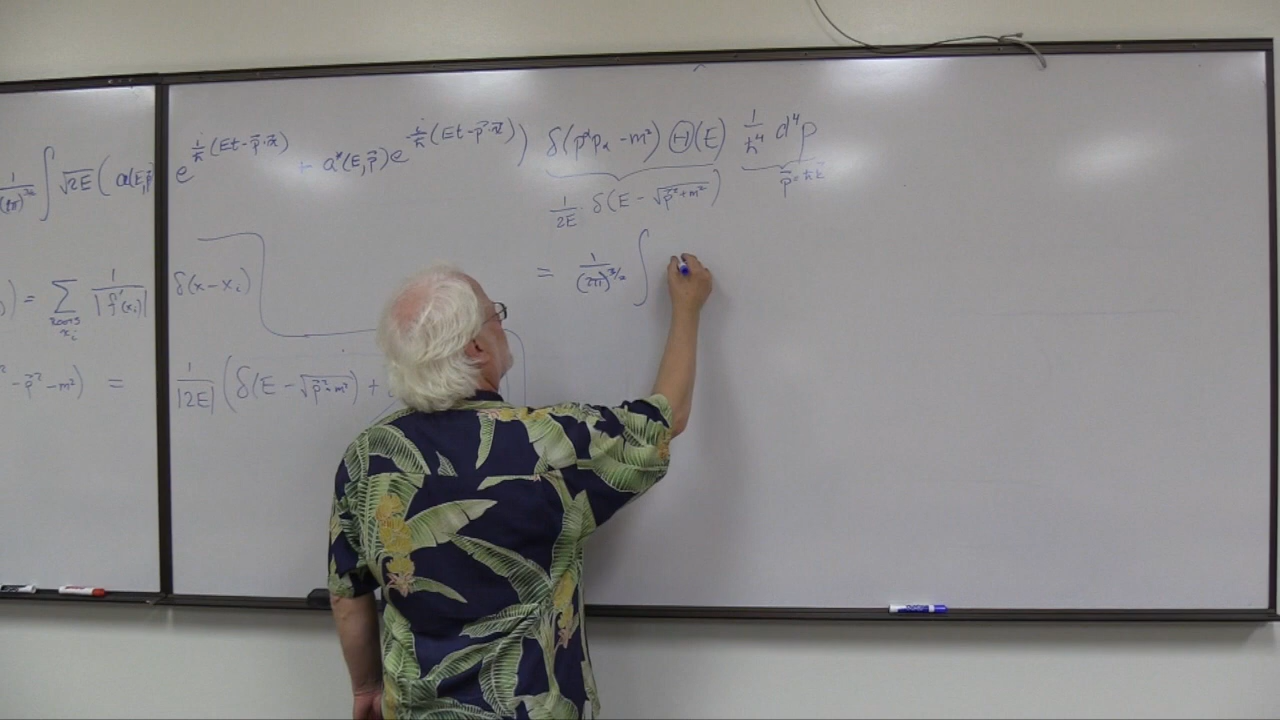 1/(2π)^{3/2} ∫ √2E ( a(E,p⃗) e^{i/ħ(Et-p⃗·x⃗)} + a*(E,p⃗) e^{i/ħ(Et-p⃗·x⃗)} ) δ(p^α p_α - m²) Θ(E) 1/ħ⁴ d⁴p
p⃗=ħk⃗
1/2E · δ(E - √p⃗²+m²)
= 1/(2π)^{3/2} ∫
) = ∑ 1/|f'(x_i)| δ(x-x_i)
roots x_i
² - p⃗² - m²) = 1/|2E| ( δ(E - √p⃗²+m²) +